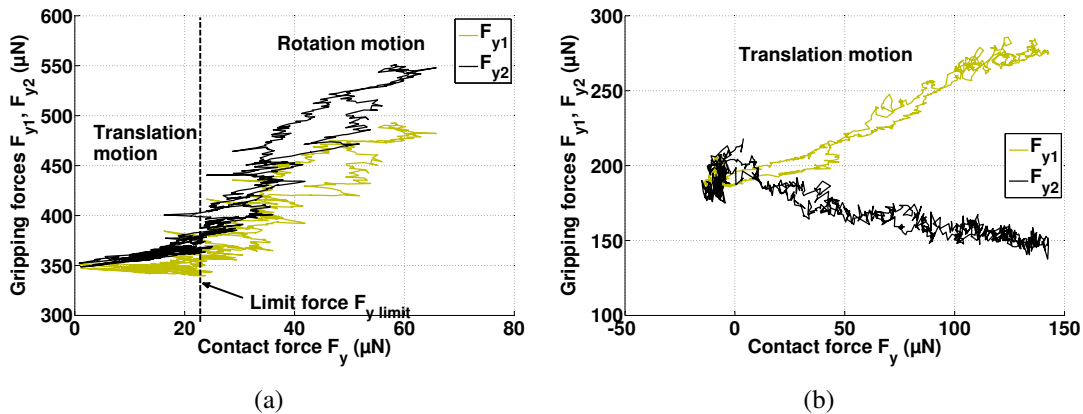 600
550
500
450
400
350
300
0
20
40
60
80
Gripping forces F_y1, F_y2 (µN)
Contact force F_y (µN)
Rotation motion
Translation
motion
Limit force F_y limit
F_y1
F_y2
(a)
300
250
200
150
100
-50
0
50
100
150
Gripping forces F_y1, F_y2 (µN)
Contact force F_y (µN)
Translation motion
F_y1
F_y2
(b)